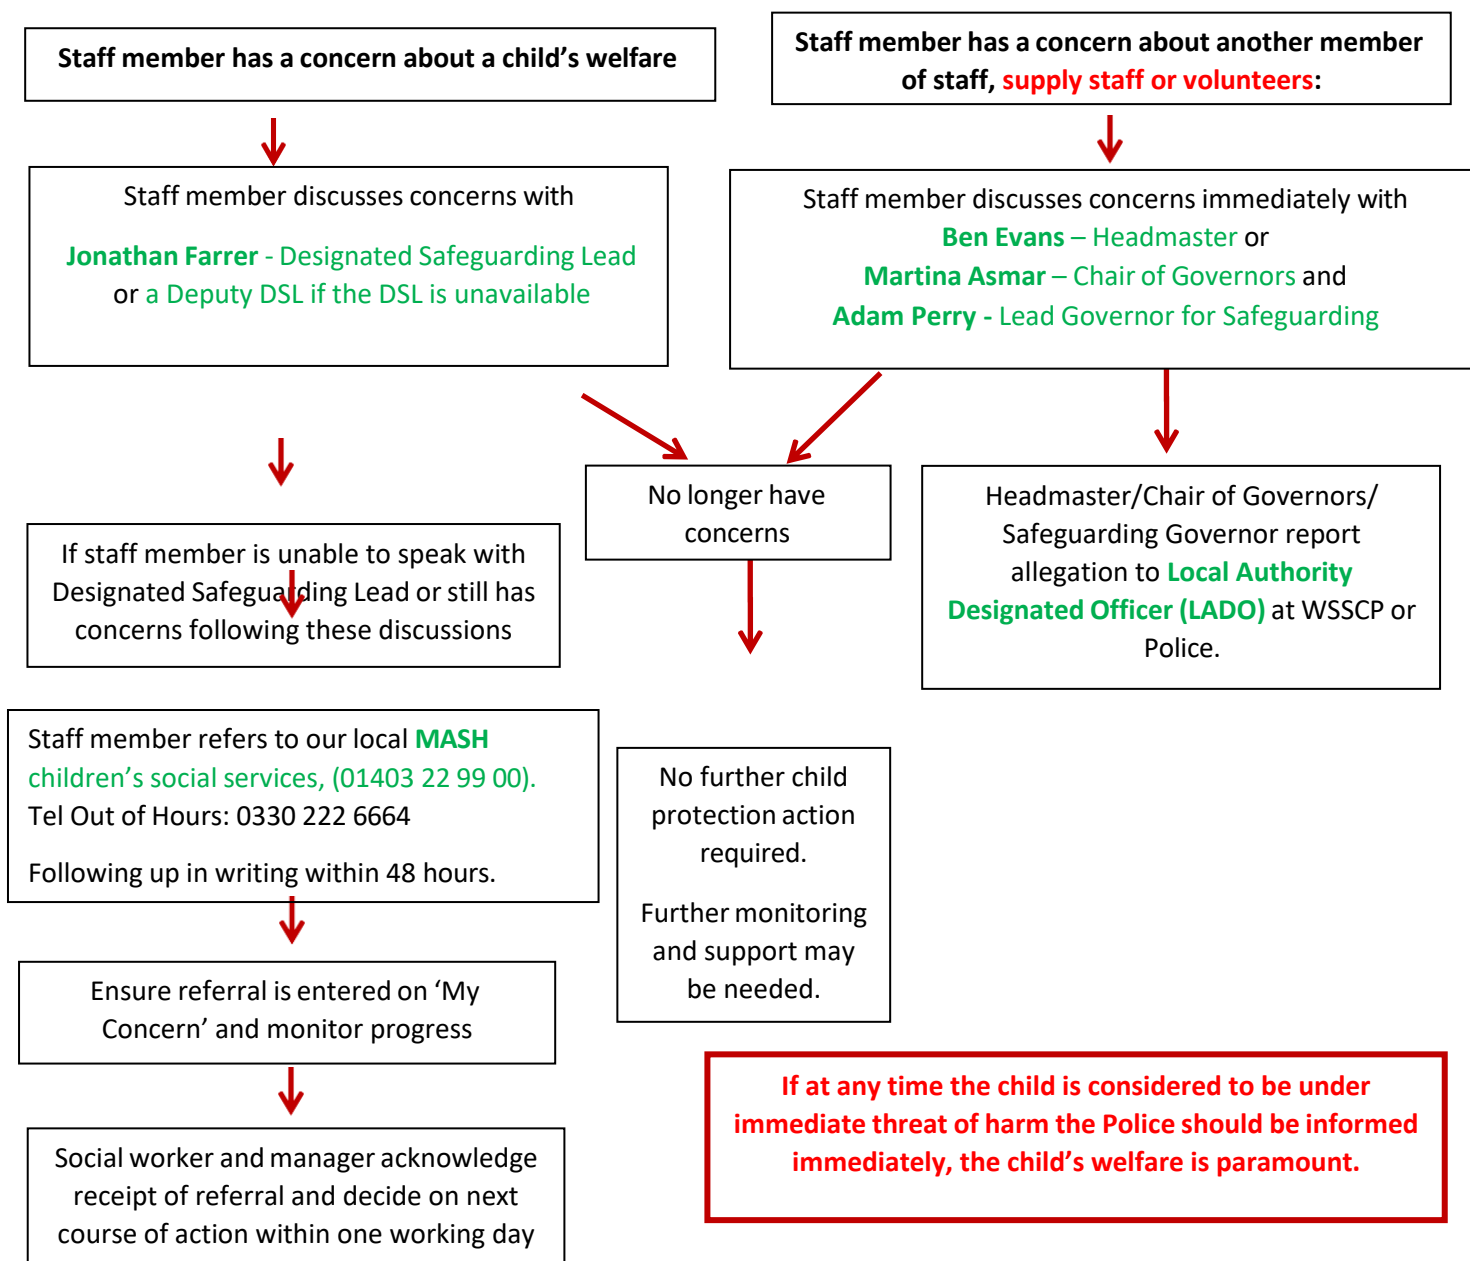 Staff member has a concern about a child’s welfare
Staff member discusses concerns with
Jonathan Farrer - Designated Safeguarding Lead
or a Deputy DSL if the DSL is unavailable
If staff member is unable to speak with
Designated Safeguarding Lead or still has
concerns following these discussions
Staff member refers to our local MASH
children’s social services, (01403 22 99 00).
Tel Out of Hours: 0330 222 6664
Following up in writing within 48 hours.
Ensure referral is entered on ‘My
Concern’ and monitor progress
Social worker and manager acknowledge
receipt of referral and decide on next
course of action within one working day
Staff member has a concern about another member
of staff, supply staff or volunteers:
Staff member discusses concerns immediately with
Ben Evans – Headmaster or
Martina Asmar – Chair of Governors and
Adam Perry - Lead Governor for Safeguarding
No longer have
concerns
No further child
protection action
required.
Further monitoring
and support may
be needed.
Headmaster/Chair of Governors/
Safeguarding Governor report
allegation to Local Authority
Designated Officer (LADO) at WSSCP or
Police.
If at any time the child is considered to be under
immediate threat of harm the Police should be informed
immediately, the child’s welfare is paramount.